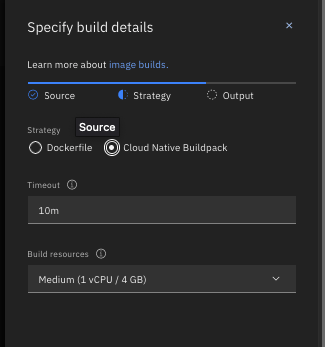 Specify build details
Learn more about image builds.
Source Strategy Output
Strategy
Source
Dockerfile Cloud Native Buildpack
Timeout
10m
Build resources
Medium (1 vCPU / 4 GB)